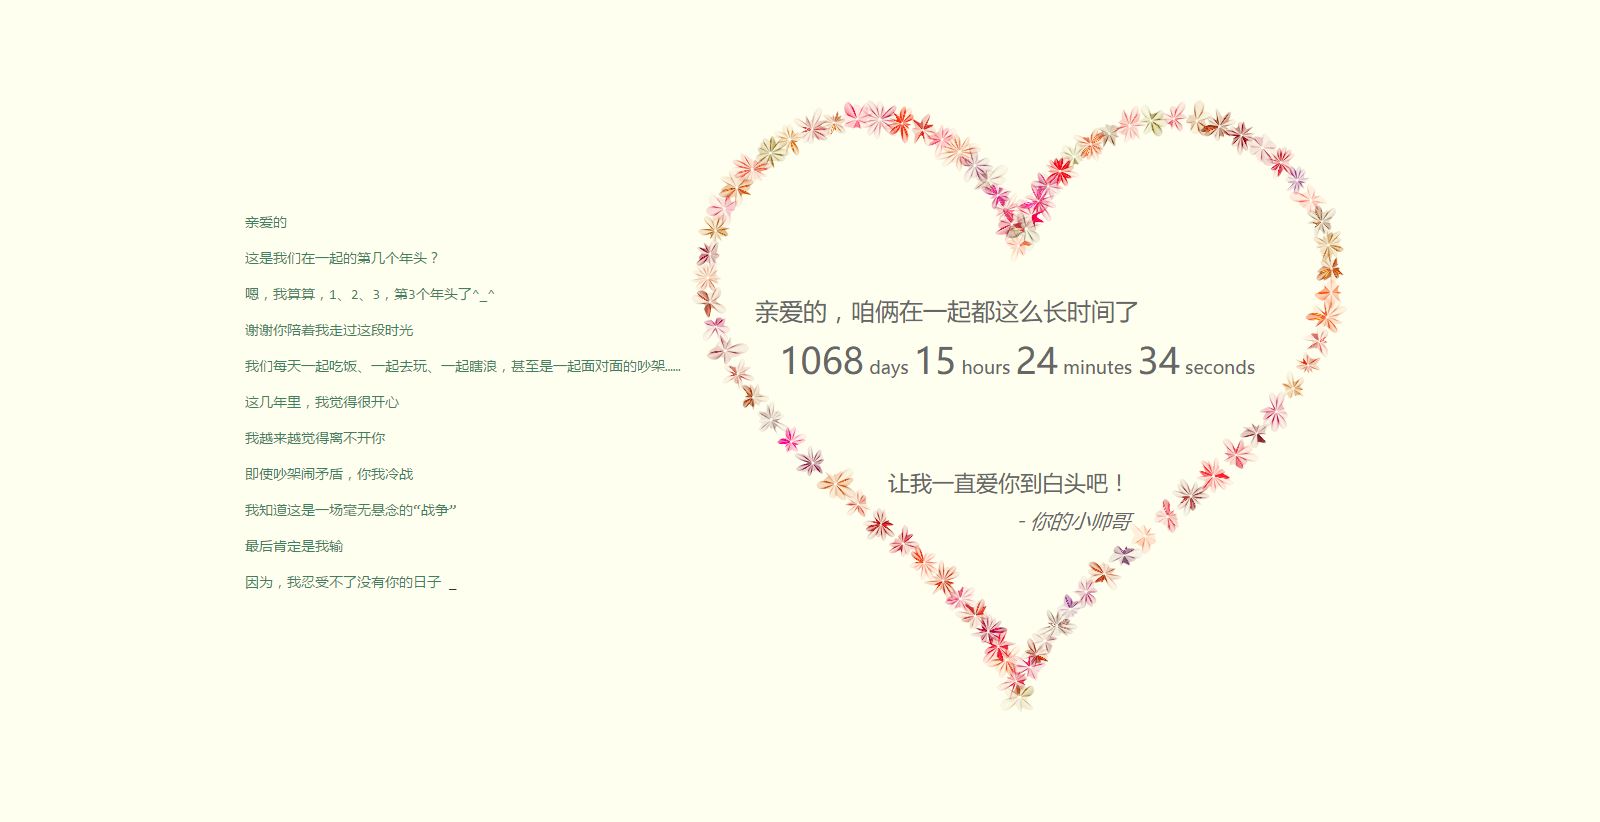 亲爱的
这是我们在一起的第几个年头？
嗯，我算算，1、2、3，第3个年头了^_^
谢谢你陪着我走过这段时光
我们每天一起吃饭、一起去玩、一起瞎浪，甚至是一起面对面的吵架……
这几年里，我觉得很开心
我越来越觉得离不开你
即使吵架闹矛盾，你我冷战
我知道这是一场毫无悬念的“战争”
最后肯定是我输
因为，我忍受不了没有你的日子 _
亲爱的，咱俩在一起都这么长时间了
1068 days 15 hours 24 minutes 34 seconds
让我一直爱你到白头吧！
- 你的小帅哥